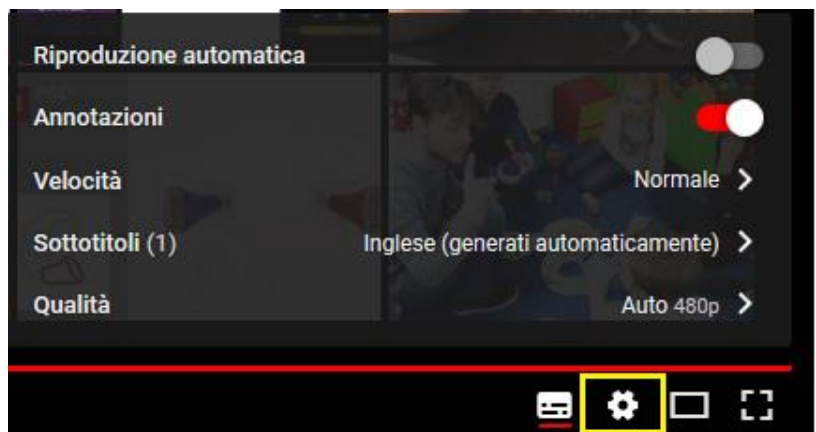 Riproduzione automatica
Annotazioni
Velocità Normale
Sottotitoli (1) Inglese (generati automaticamente)
Qualità Auto 480p